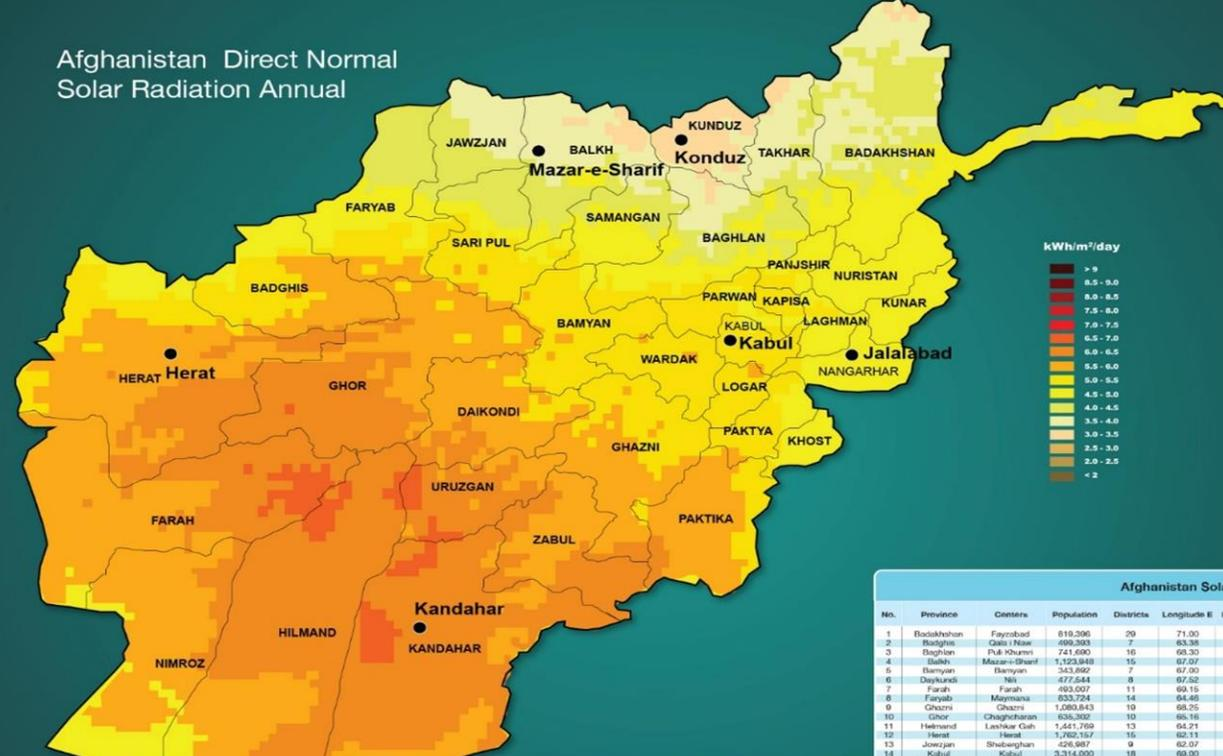 Afghanistan Direct Normal
Solar Radiation Annual
KUNDUZ
JAWZJAN
BALKH
Konduz
TAKHAR
BADAKHSHAN
Mazar-e-Sharif
FARYAB
SAMANGAN
SARI PUL
BAGHLAN
kWh/m²/day
PANJSHIR
NURISTAN
BADGHIS
PARWAN
KAPISA
KUNAR
BAMYAN
KABUL
LAGHMAN
Kabul
Jalalabad
WARDAK
NANGARHAR
HERAT
Herat
GHOR
LOGAR
DAIKONDI
PAKTYA
KHOST
GHAZNI
URUZGAN
FARAH
PAKTIKA
ZABUL
Kandahar
HILMAND
KANDAHAR
NIMROZ
> 9
8.5 - 9.0
8.0 - 8.5
7.5 - 8.0
7.0 - 7.5
6.5 - 7.0
6.0 - 6.5
5.5 - 6.0
5.0 - 5.5
4.5 - 5.0
4.0 - 4.5
3.5 - 4.0
3.0 - 3.5
2.5 - 3.0
2.0 - 2.5
< 2
Afghanistan Sol
No. Province Centers Population Districts Longitude E
1 Badakhshan Fayzabad 819,396 29 71.00
2 Badghis Qala i Naw 499,393 7 63.38
3 Baghlan Puli Khumri 741,690 16 68.30
4 Balkh Mazar-i-Sharif 1,123,948 15 67.07
5 Bamyan Bamyan 343,892 7 67.00
6 Daykundi Nili 477,544 8 67.52
7 Farah Farah 493,007 11 69.15
8 Faryab Maymana 833,724 14 64.46
9 Ghazni Ghazni 1,080,843 19 68.25
10 Ghor Chaghcharan 635,302 10 65.16
11 Helmand Lashkar Gah 1,441,769 13 64.21
12 Herat Herat 1,762,157 15 62.11
13 Jowzjan Sheberghan 426,987 9 62.07
14 Kabul Kabul 3,314,000 18 69.00